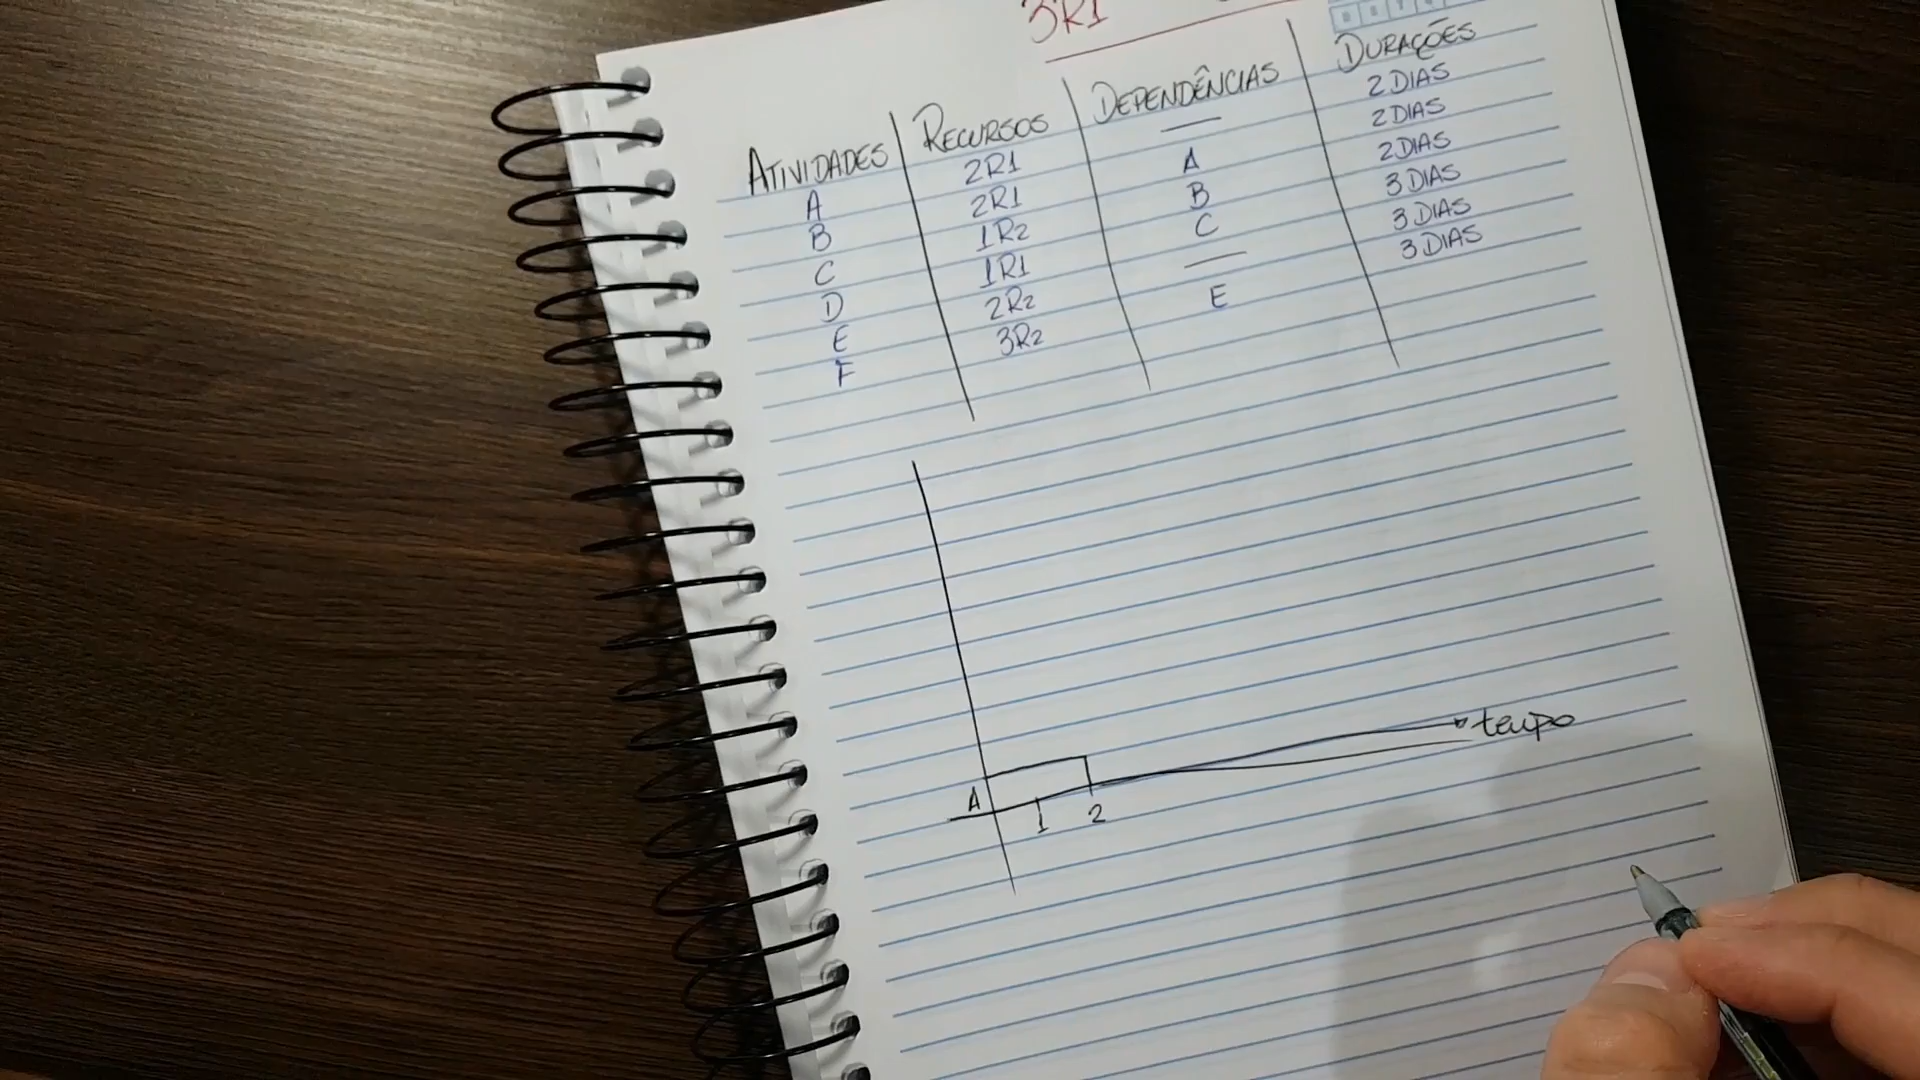 3R1
ATIVIDADES RECURSOS DEPENDÊNCIAS DURAÇÕES
A 2R1 — 2 DIAS
B 2R1 A 2 DIAS
C 1R2 B 2 DIAS
D 1R1 C 3 DIAS
E 2R2 — 3 DIAS
F 3R2 E 3 DIAS
tempo
A
1 2